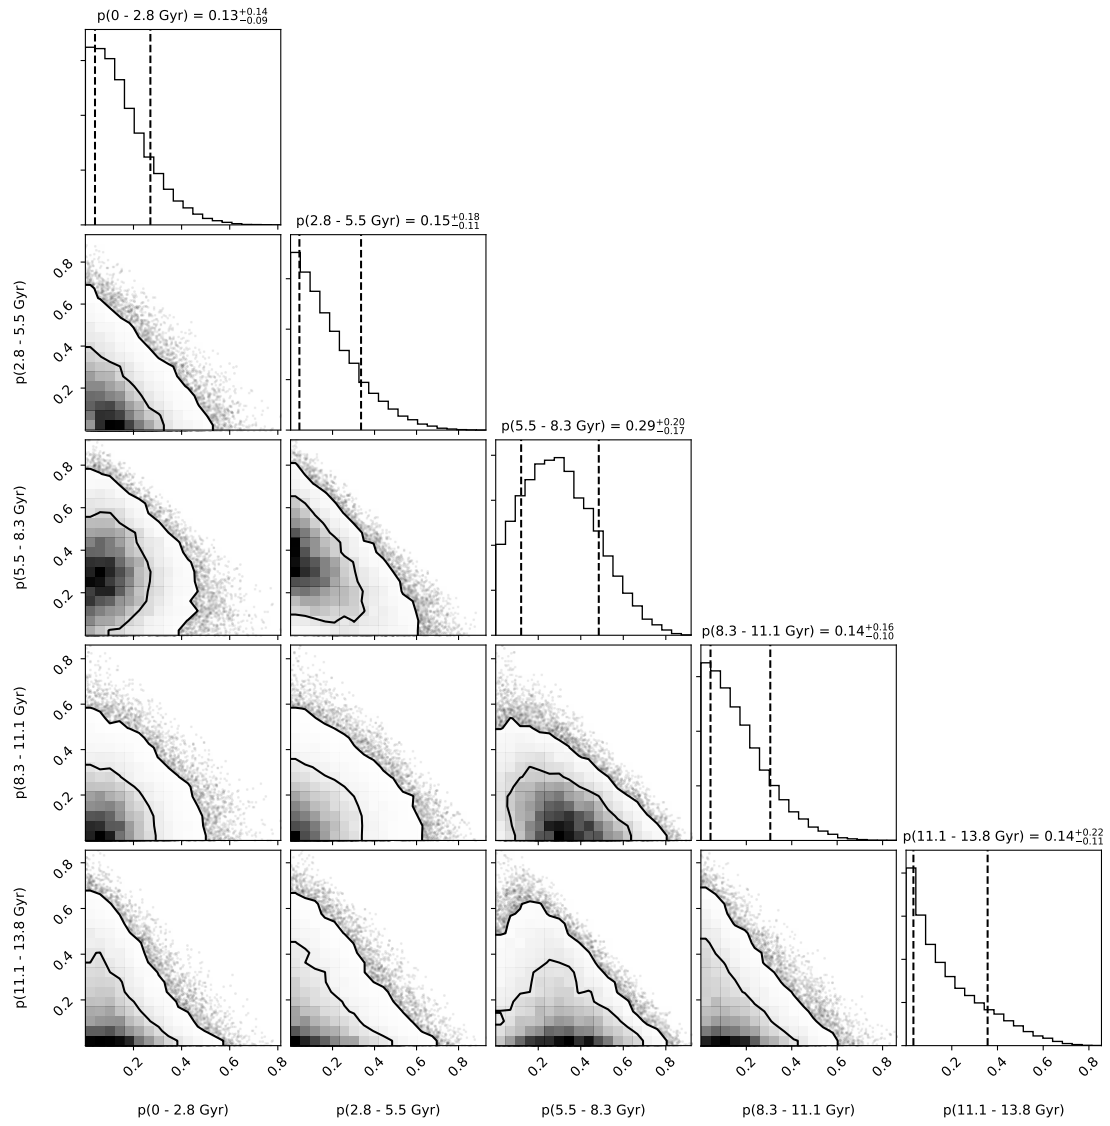 p(0 - 2.8 Gyr) = 0.13+0.14−0.09
p(2.8 - 5.5 Gyr) = 0.15+0.18−0.11
p(2.8 - 5.5 Gyr)
0.8
0.6
0.4
0.2
p(5.5 - 8.3 Gyr) = 0.29+0.20−0.17
p(5.5 - 8.3 Gyr)
0.8
0.6
0.4
0.2
p(8.3 - 11.1 Gyr) = 0.14+0.16−0.10
p(8.3 - 11.1 Gyr)
0.8
0.6
0.4
0.2
p(11.1 - 13.8 Gyr) = 0.14+0.22−0.11
p(11.1 - 13.8 Gyr)
0.8
0.6
0.4
0.2
0.2 0.4 0.6 0.8 0.2 0.4 0.6 0.8 0.2 0.4 0.6 0.8 0.2 0.4 0.6 0.8 0.2 0.4 0.6 0.8
p(0 - 2.8 Gyr) p(2.8 - 5.5 Gyr) p(5.5 - 8.3 Gyr) p(8.3 - 11.1 Gyr) p(11.1 - 13.8 Gyr)